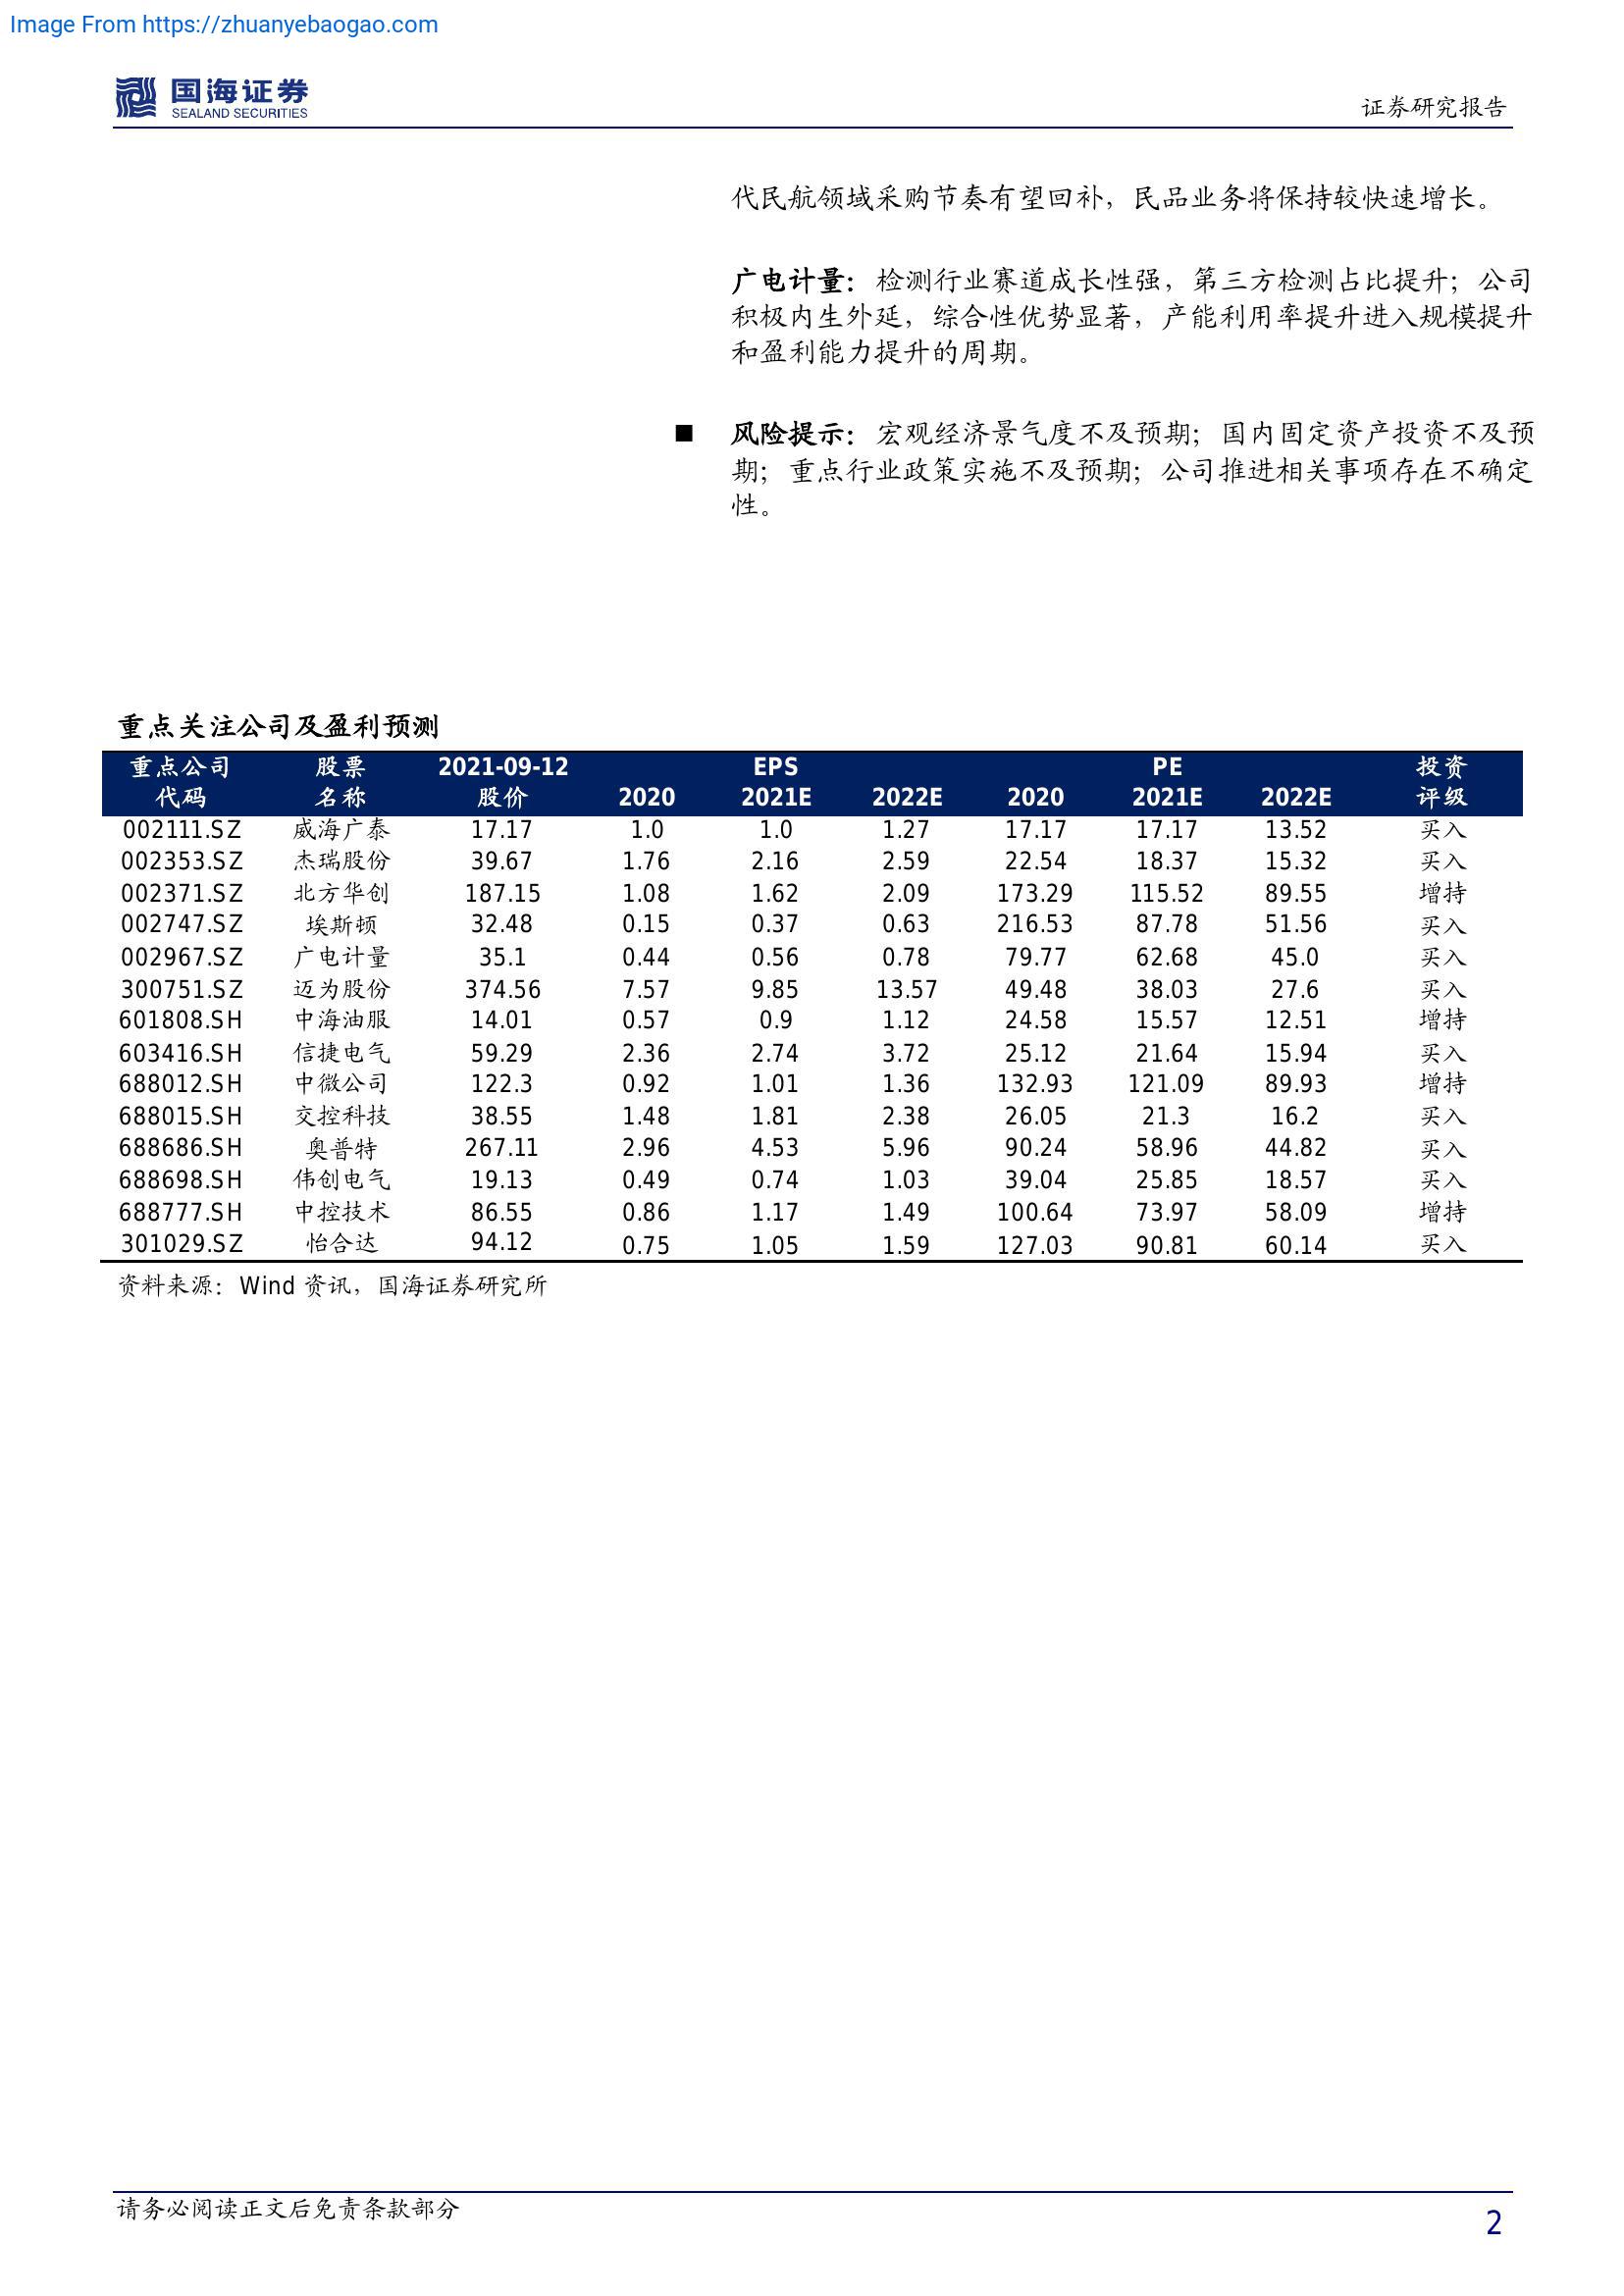 Image From https://zhuanyebaogao.com
国海证券
SEALAND SECURITIES
证券研究报告
代民航领域采购节奏有望回补，民品业务将保持较快速增长。
广电计量：检测行业赛道成长性强，第三方检测占比提升；公司
积极内生外延，综合性优势显著，产能利用率提升进入规模提升
和盈利能力提升的周期。
■ 风险提示：宏观经济景气度不及预期；国内固定资产投资不及预
期；重点行业政策实施不及预期；公司推进相关事项存在不确定
性。
重点关注公司及盈利预测
重点公司 股票 2021-09-12 EPS PE 投资
代码 名称 股价 2020 2021E 2022E 2020 2021E 2022E 评级
002111.SZ 威海广泰 17.17 1.0 1.0 1.27 17.17 17.17 13.52 买入
002353.SZ 杰瑞股份 39.67 1.76 2.16 2.59 22.54 18.37 15.32 买入
002371.SZ 北方华创 187.15 1.08 1.62 2.09 173.29 115.52 89.55 增持
002747.SZ 埃斯顿 32.48 0.15 0.37 0.63 216.53 87.78 51.56 买入
002967.SZ 广电计量 35.1 0.44 0.56 0.78 79.77 62.68 45.0 买入
300751.SZ 迈为股份 374.56 7.57 9.85 13.57 49.48 38.03 27.6 买入
601808.SH 中海油服 14.01 0.57 0.9 1.12 24.58 15.57 12.51 增持
603416.SH 信捷电气 59.29 2.36 2.74 3.72 25.12 21.64 15.94 买入
688012.SH 中微公司 122.3 0.92 1.01 1.36 132.93 121.09 89.93 增持
688015.SH 交控科技 38.55 1.48 1.81 2.38 26.05 21.3 16.2 买入
688686.SH 奥普特 267.11 2.96 4.53 5.96 90.24 58.96 44.82 买入
688698.SH 伟创电气 19.13 0.49 0.74 1.03 39.04 25.85 18.57 买入
688777.SH 中控技术 86.55 0.86 1.17 1.49 100.64 73.97 58.09 增持
301029.SZ 怡合达 94.12 0.75 1.05 1.59 127.03 90.81 60.14 买入
资料来源：Wind 资讯，国海证券研究所
请务必阅读正文后免责条款部分
2